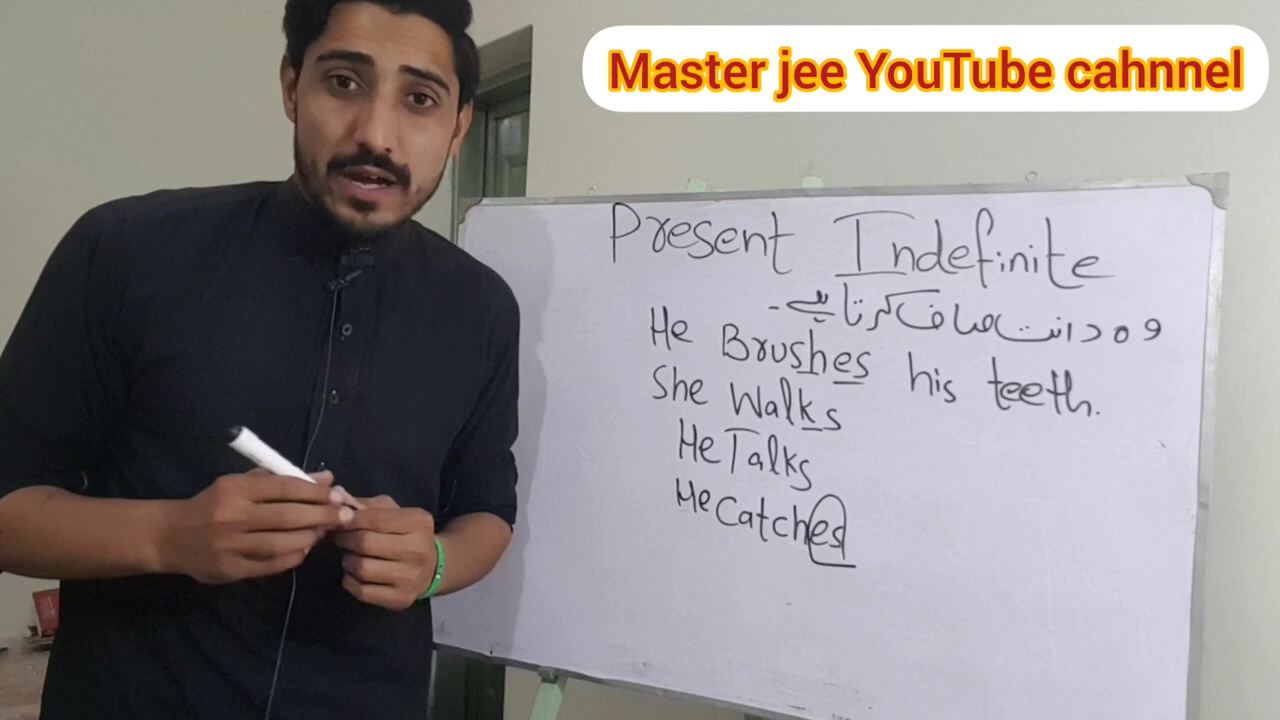 Master jee YouTube cahnnel
Present Indefinite
وہ دانت صاف کرتا ہے۔
He Brushes his teeth.
She Walks
He Talks
He Catches